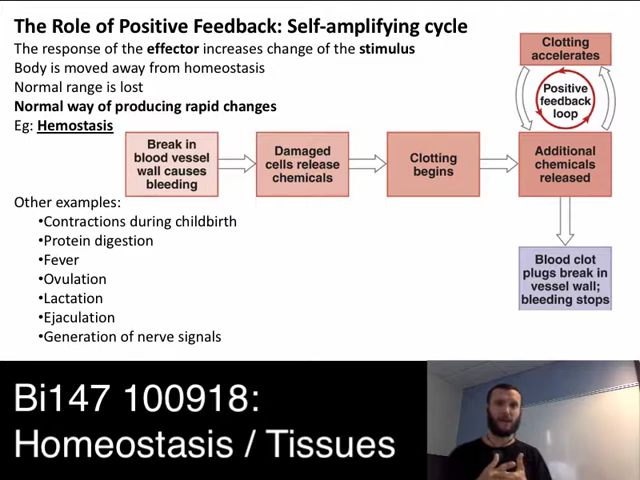 The Role of Positive Feedback: Self-amplifying cycle
The response of the effector increases change of the stimulus
Body is moved away from homeostasis
Normal range is lost
Normal way of producing rapid changes
Eg: Hemostasis
Break in
blood vessel
wall causes
bleeding
Damaged
cells release
chemicals
Clotting
begins
Additional
chemicals
released
Clotting
accelerates
Positive
feedback
loop
Blood clot
plugs break in
vessel wall;
bleeding stops
Other examples:
•Contractions during childbirth
•Protein digestion
•Fever
•Ovulation
•Lactation
•Ejaculation
•Generation of nerve signals
Bi147 100918:
Homeostasis / Tissues